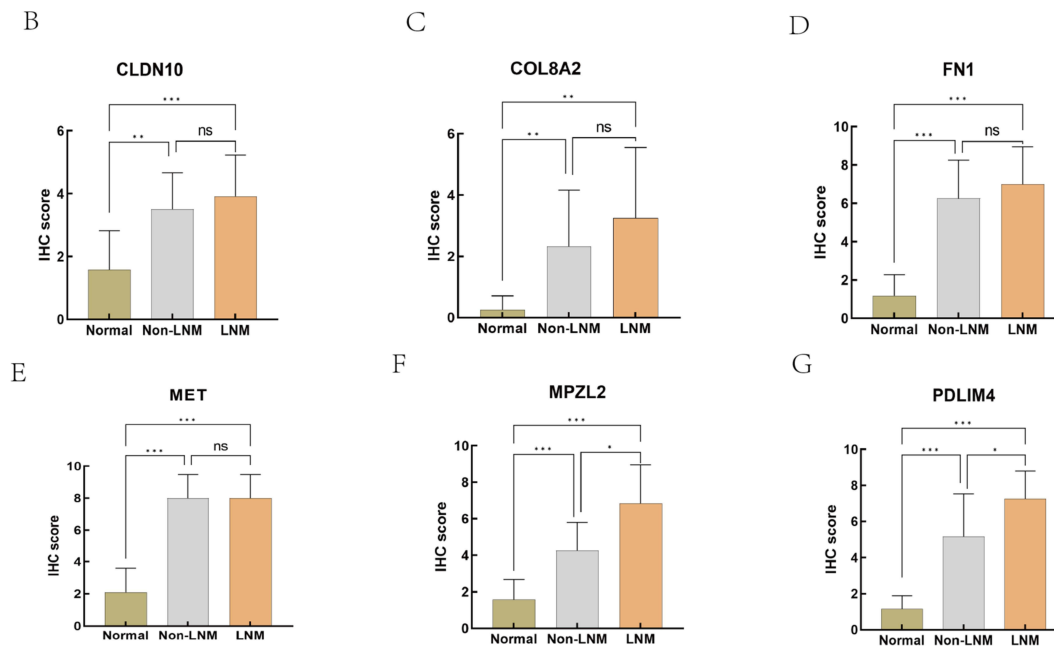 B
CLDN10
***
**
ns
6
4
2
0
IHC score
Normal Non-LNM LNM
C
COL8A2
**
**
ns
6
4
2
0
IHC score
Normal Non-LNM LNM
D
FN1
***
***
ns
10
8
6
4
2
0
IHC score
Normal Non-LNM LNM
E
MET
***
***
ns
10
8
6
4
2
0
IHC score
Normal Non-LNM LNM
F
MPZL2
***
***
*
10
8
6
4
2
0
IHC score
Normal Non-LNM LNM
G
PDLIM4
***
***
*
10
8
6
4
2
0
IHC score
Normal Non-LNM LNM